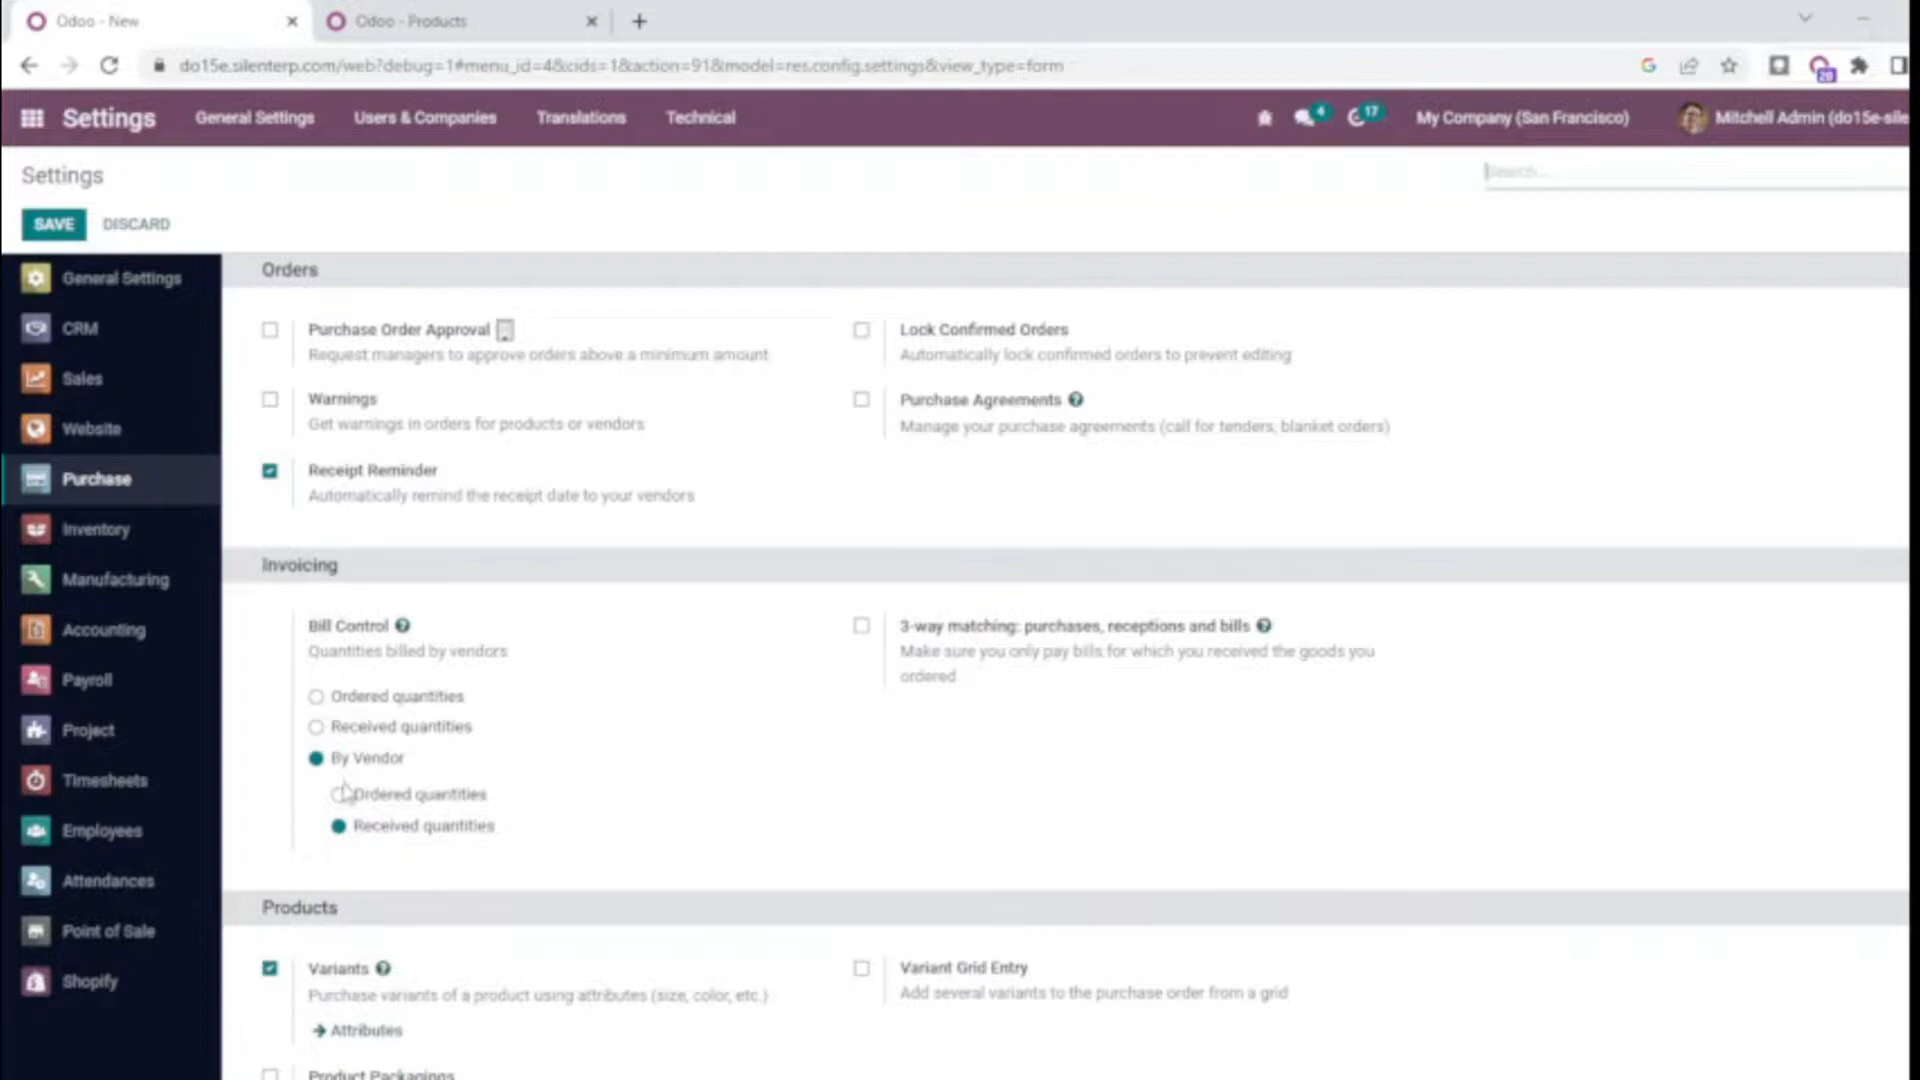 Odoo - New
Odoo - Products
do15e.silenterp.com/web?debug=1#menu_id=4&cids=1&action=91&model=res.config.settings&view_type=form
20
Settings
General Settings
Users & Companies
Translations
Technical
4
17
My Company (San Francisco)
Mitchell Admin (do15e-sile
Settings
Search...
SAVE
DISCARD
General Settings
CRM
Sales
Website
Purchase
Inventory
Manufacturing
Accounting
Payroll
Project
Timesheets
Employees
Attendances
Point of Sale
Shopify
Orders
Purchase Order Approval
Request managers to approve orders above a minimum amount
Lock Confirmed Orders
Automatically lock confirmed orders to prevent editing
Warnings
Get warnings in orders for products or vendors
Purchase Agreements
Manage your purchase agreements (call for tenders, blanket orders)
Receipt Reminder
Automatically remind the receipt date to your vendors
Invoicing
Bill Control
Quantities billed by vendors
Ordered quantities
Received quantities
By Vendor
Ordered quantities
Received quantities
3-way matching: purchases, receptions and bills
Make sure you only pay bills for which you received the goods you
ordered
Products
Variants
Purchase variants of a product using attributes (size, color, etc.)
Attributes
Variant Grid Entry
Add several variants to the purchase order from a grid
Product Packagings